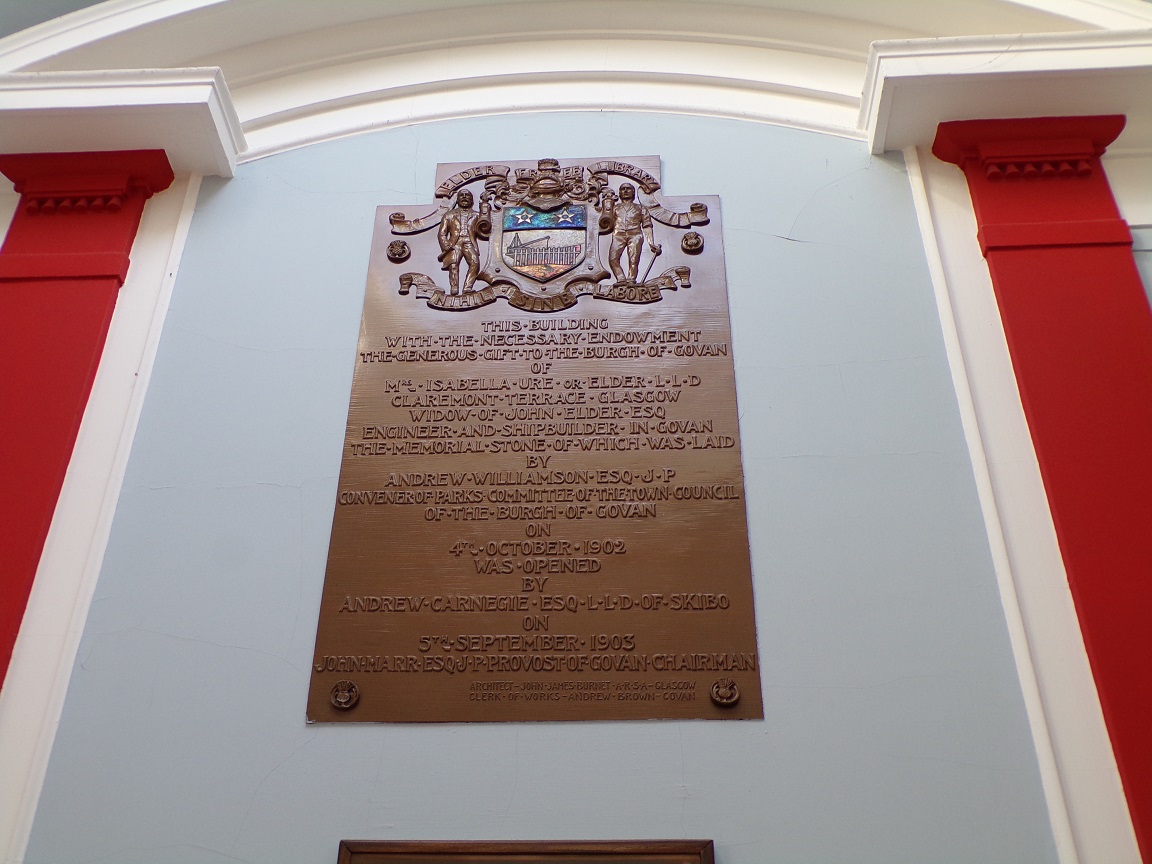 ELDER FREE LIBRARY
NIHIL·SINE·LABORE
THIS·BUILDING
WITH·THE·NECESSARY·ENDOWMENT
THE·GENEROUS·GIFT·TO·THE·BURGH·OF·GOVAN
OF
MRS·ISABELLA·URE·OR·ELDER·L·L·D
CLAREMONT·TERRACE·GLASGOW
WIDOW·OF·JOHN·ELDER·ESQ
ENGINEER·AND·SHIPBUILDER·IN·GOVAN
THE·MEMORIAL·STONE·OF·WHICH·WAS·LAID
BY
ANDREW·WILLIAMSON·ESQ·J·P
CONVENER·OF·PARKS·COMMITTEE·OF·THE·TOWN·COUNCIL
OF·THE·BURGH·OF·GOVAN
ON
4TH·OCTOBER·1902
WAS·OPENED
BY
ANDREW·CARNEGIE·ESQ·L·L·D·OF·SKIBO
ON
5TH·SEPTEMBER·1903
JOHN·MARR·ESQ·J·P·PROVOST·OF·GOVAN·CHAIRMAN
ARCHITECT–JOHN·JAMES·BURNET·A·R·S·A–GLASGOW
CLERK·OF·WORKS–ANDREW·BROWN–GOVAN